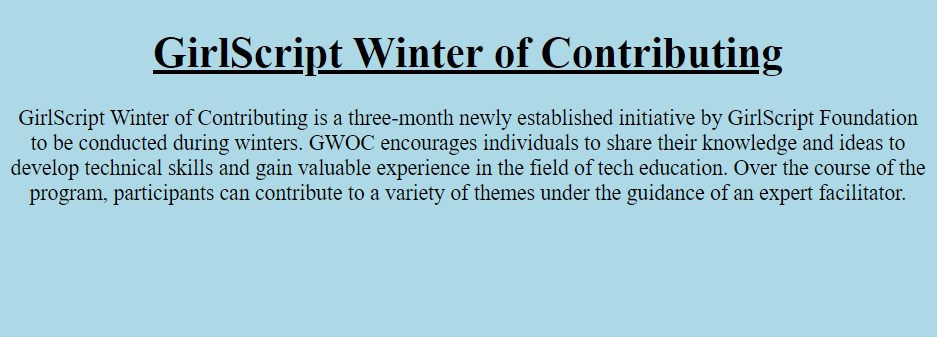 GirlScript Winter of Contributing
GirlScript Winter of Contributing is a three-month newly established initiative by GirlScript Foundation
to be conducted during winters. GWOC encourages individuals to share their knowledge and ideas to
develop technical skills and gain valuable experience in the field of tech education. Over the course of the
program, participants can contribute to a variety of themes under the guidance of an expert facilitator.